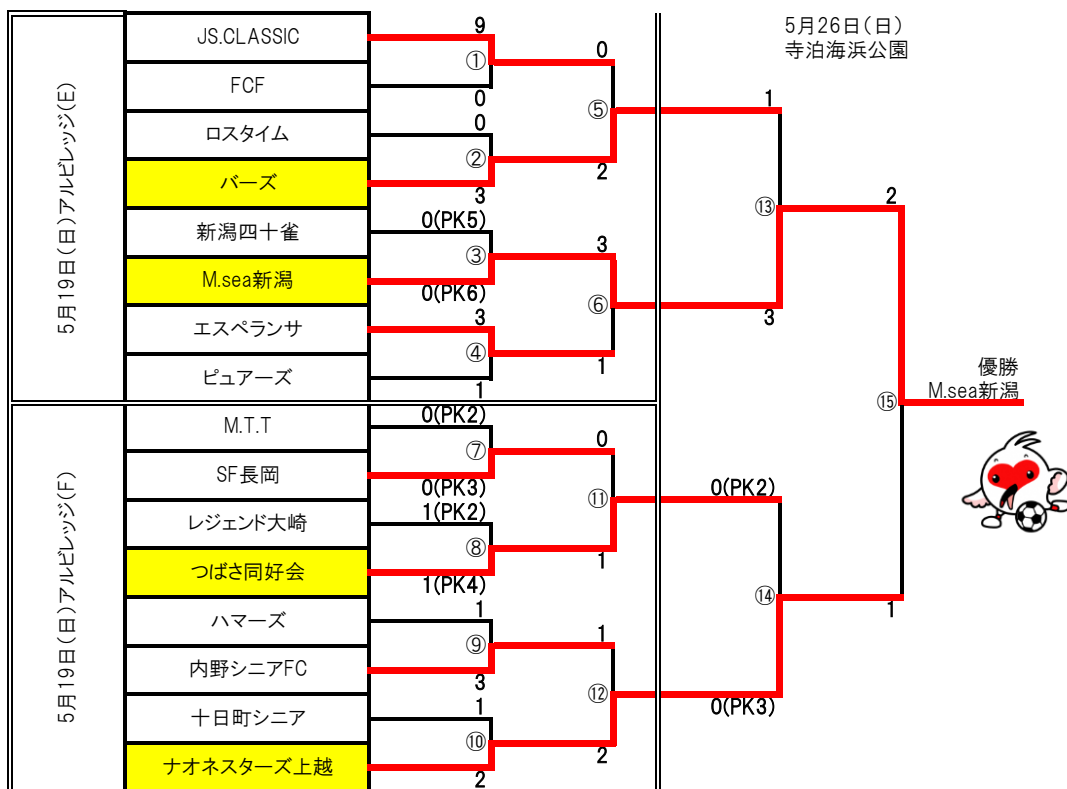 5月19日(日)アルビレッジ(E)
JS.CLASSIC
FCF
ロスタイム
バーズ
新潟四十雀
M.sea新潟
エスペランサ
ピュアーズ
9
①
0
0
②
3
0(PK5)
③
0(PK6)
3
④
1
0
⑤
2
3
⑥
1
5月26日(日)
寺泊海浜公園
1
⑬
3
2
⑮
1
優勝
M.sea新潟
5月19日(日)アルビレッジ(F)
M.T.T
SF長岡
レジェンド大崎
つばさ同好会
ハマーズ
内野シニアFC
十日町シニア
ナオネスターズ上越
0(PK2)
⑦
0(PK3)
1(PK2)
⑧
1(PK4)
1
⑨
3
1
⑩
2
0
⑪
1
1
⑫
2
0(PK2)
⑭
0(PK3)